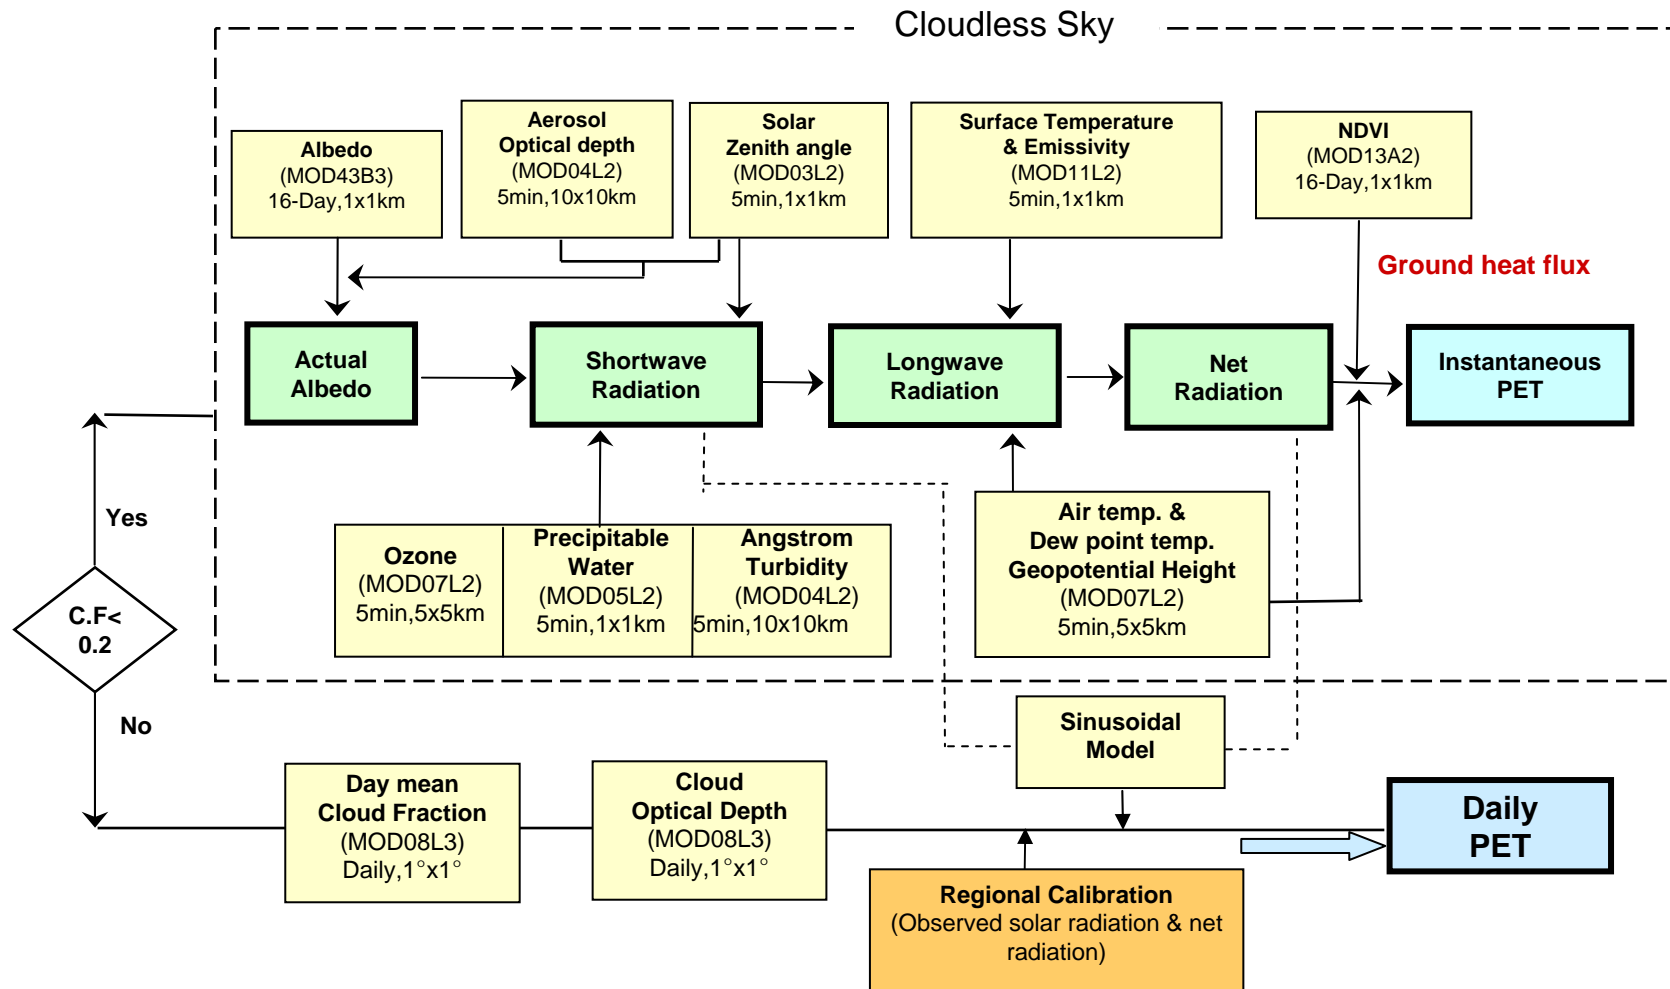 Cloudless Sky
Albedo
(MOD43B3)
16-Day,1x1km
Aerosol
Optical depth
(MOD04L2)
5min,10x10km
Solar
Zenith angle
(MOD03L2)
5min,1x1km
Surface Temperature
& Emissivity
(MOD11L2)
5min,1x1km
NDVI
(MOD13A2)
16-Day,1x1km
Ground heat flux
Actual
Albedo
Shortwave
Radiation
Longwave
Radiation
Net
Radiation
Instantaneous
PET
Yes
C.F<
0.2
No
Ozone
(MOD07L2)
5min,5x5km
Precipitable
Water
(MOD05L2)
5min,1x1km
Angstrom
Turbidity
(MOD04L2)
5min,10x10km
Air temp. &
Dew point temp.
Geopotential Height
(MOD07L2)
5min,5x5km
Sinusoidal
Model
Day mean
Cloud Fraction
(MOD08L3)
Daily,1°x1°
Cloud
Optical Depth
(MOD08L3)
Daily,1°x1°
Daily
PET
Regional Calibration
(Observed solar radiation & net
radiation)